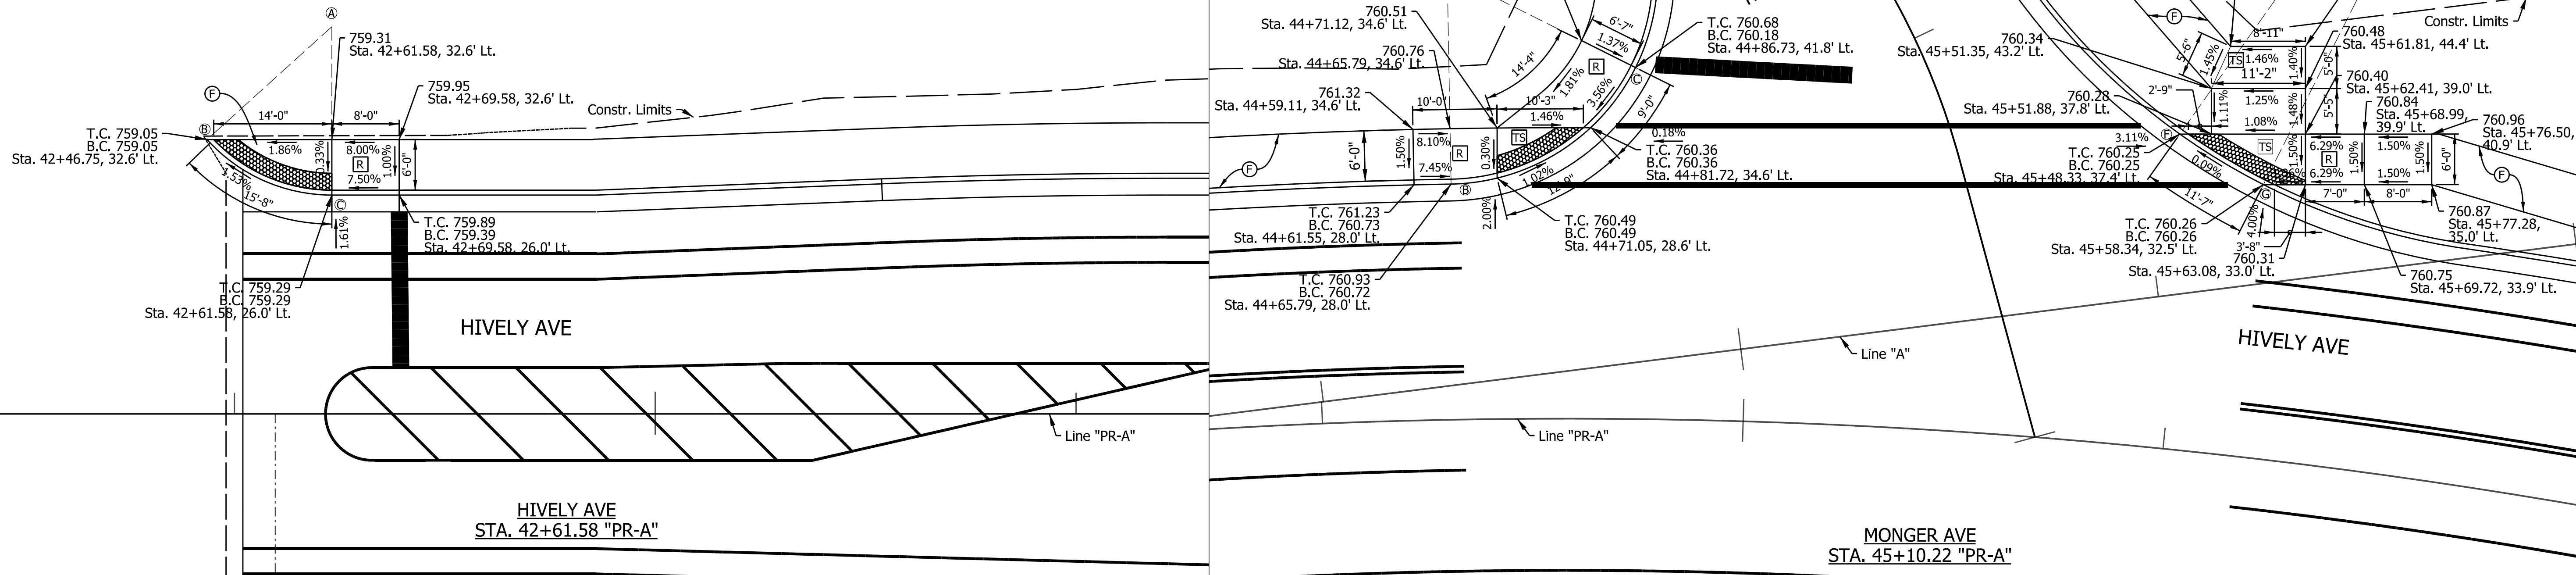 A
759.31
Sta. 42+61.58, 32.6' Lt.
759.95
Sta. 42+69.58, 32.6' Lt.
Constr. Limits
F
14'-0"
8'-0"
B
T.C. 759.05
B.C. 759.05
Sta. 42+46.75, 32.6' Lt.
1.86%
8.00%
R
7.50%
1.00%
6'-0"
1.53%
15'-8"
C
1.61%
T.C. 759.89
B.C. 759.39
Sta. 42+69.58, 26.0' Lt.
T.C. 759.29
B.C. 759.29
Sta. 42+61.58, 26.0' Lt.
HIVELY AVE
Line "PR-A"
HIVELY AVE
STA. 42+61.58 "PR-A"
760.51
Sta. 44+71.12, 34.6' Lt.
760.76
Sta. 44+65.79, 34.6' Lt.
761.32
Sta. 44+59.11, 34.6' Lt.
6'-7"
1.37%
T.C. 760.68
B.C. 760.18
Sta. 44+86.73, 41.8' Lt.
14'-4"
R
1.81%
3.56%
C
9'-0"
10'-0"
10'-3"
1.46%
TS
8.10%
R
7.45%
1.50%
0.30%
6'-0"
F
1.02%
12'-9"
B
2.00%
0.18%
T.C. 760.36
B.C. 760.36
Sta. 44+81.72, 34.6' Lt.
T.C. 761.23
B.C. 760.73
Sta. 44+61.55, 28.0' Lt.
T.C. 760.49
B.C. 760.49
Sta. 44+71.05, 28.6' Lt.
T.C. 760.93
B.C. 760.72
Sta. 44+65.79, 28.0' Lt.
Line "A"
Line "PR-A"
MONGER AVE
STA. 45+10.22 "PR-A"
F
Constr. Limits
760.34
Sta. 45+51.35, 43.2' Lt.
8'-11"
760.48
Sta. 45+61.81, 44.4' Lt.
5'-6"
1.45%
TS
1.46%
1.40%
5'-0"
11'-2"
760.40
Sta. 45+62.41, 39.0' Lt.
2'-9"
760.28
Sta. 45+51.88, 37.8' Lt.
1.11%
1.25%
1.48%
5'-5"
760.84
Sta. 45+68.99,
39.9' Lt.
1.08%
760.96
Sta. 45+76.50,
40.9' Lt.
3.11%
F
T.C. 760.25
B.C. 760.25
Sta. 45+48.33, 37.4' Lt.
TS
1.50%
6.29%
R
6.29%
1.50%
1.50%
1.50%
1.50%
6'-0"
F
0.09%
11'-7"
G
4.00%
7'-0"
8'-0"
3'-8"
T.C. 760.26
B.C. 760.26
Sta. 45+58.34, 32.5' Lt.
760.31
Sta. 45+63.08, 33.0' Lt.
760.87
Sta. 45+77.28,
35.0' Lt.
760.75
Sta. 45+69.72, 33.9' Lt.
HIVELY AVE